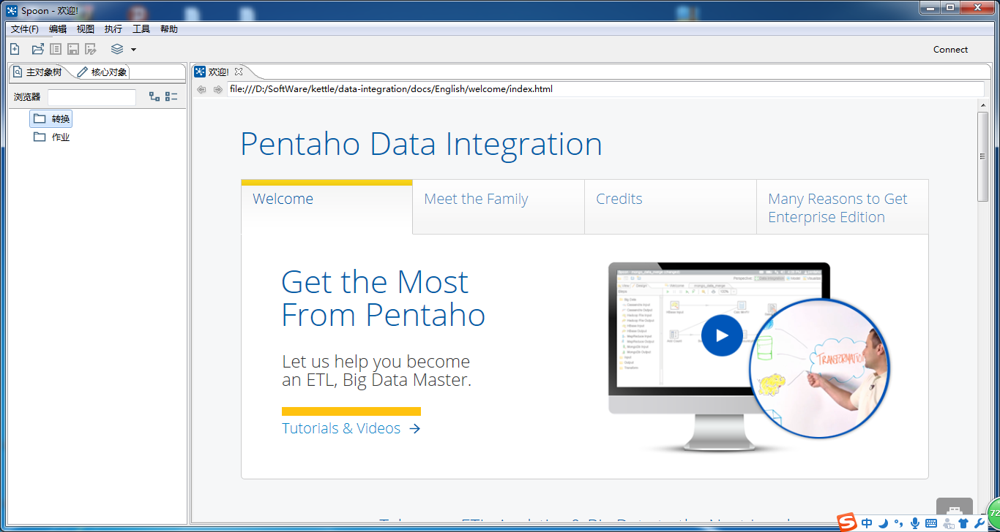 Spoon - 欢迎!
文件(F) 编辑 视图 执行 工具 帮助
Connect
主对象树 核心对象
欢迎!
浏览器
file:///D:/SoftWare/kettle/data-integration/docs/English/welcome/index.html
转换
作业
Pentaho Data Integration
Welcome
Meet the Family
Credits
Many Reasons to Get
Enterprise Edition
Get the Most
From Pentaho
Let us help you become
an ETL, Big Data Master.
Tutorials & Videos
TRANSFORMATION
中
72